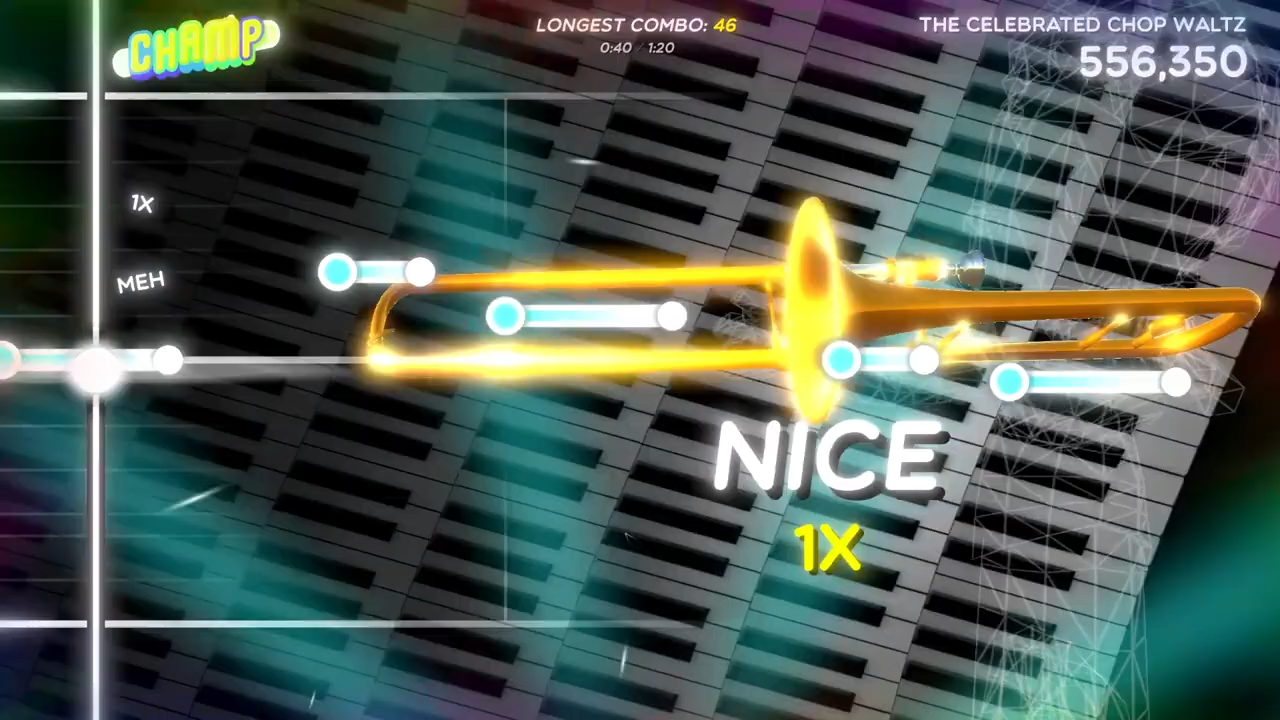 CHAMP
LONGEST COMBO: 46
0:40 / 1:20
THE CELEBRATED CHOP WALTZ
556,350
1X
MEH
NICE
1X